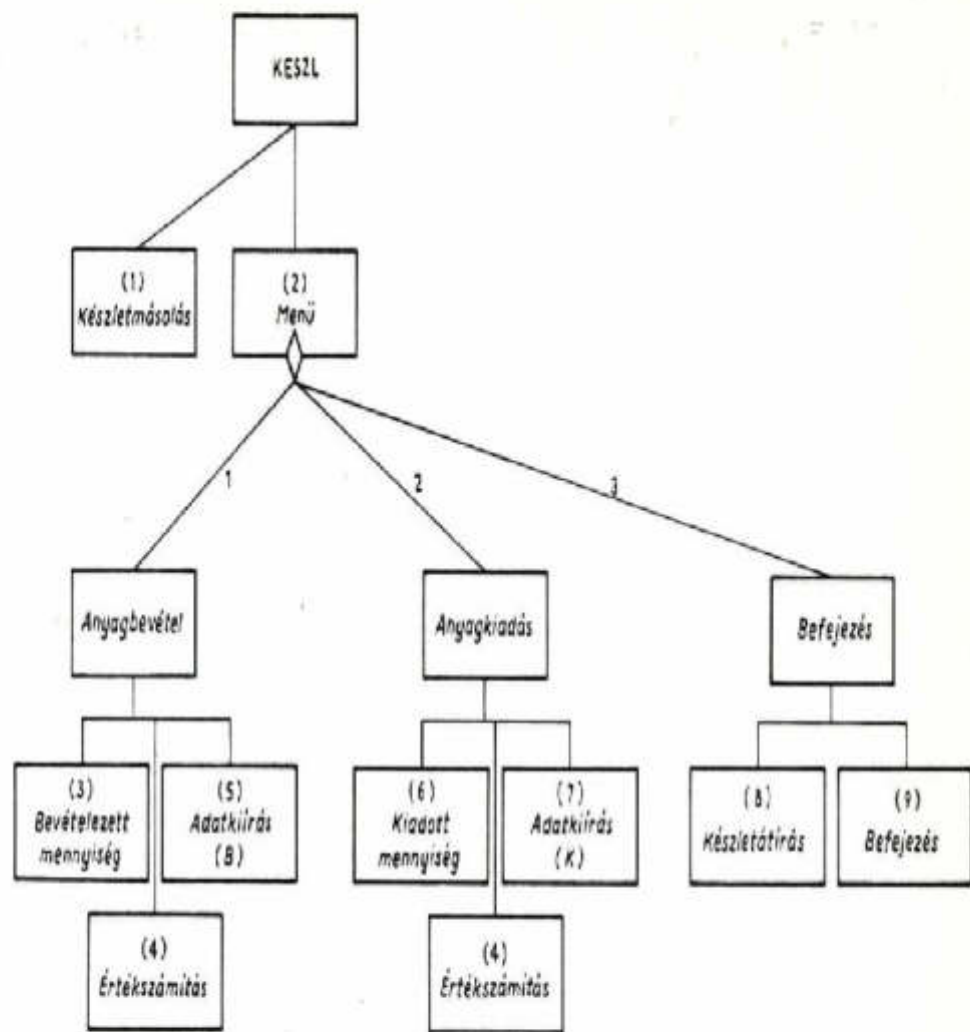 KESZL
(1)
Készletmásolás
(2)
Menü
1
2
3
Anyagbevétel
Anyagkiadás
Befejezés
(3)
Bevételezett
mennyiség
(5)
Adatkiírás
(B)
(6)
Kiadott
mennyiség
(7)
Adatkiírás
(K)
(8)
Készletátírás
(9)
Befejezés
(4)
Értékszámítás
(4)
Értékszámítás